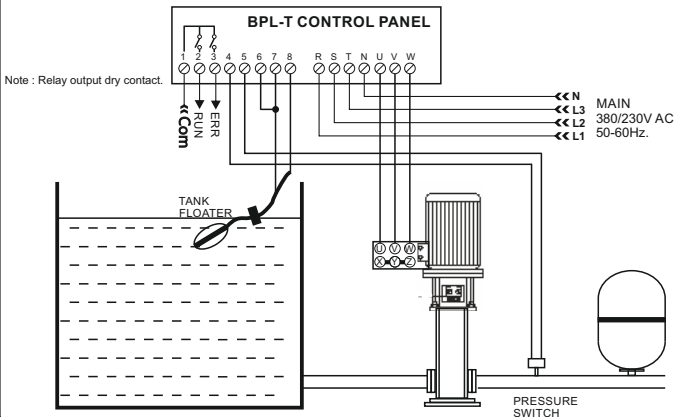 BPL-T CONTROL PANEL
1 2 3 4 5 6 7 8 R S T N U V W
Note : Relay output dry contact.
Com
RUN
ERR
N
L3
L2
L1
MAIN
380/230V AC
50-60Hz.
TANK
FLOATER
U V W
X Y Z
PRESSURE
SWITCH